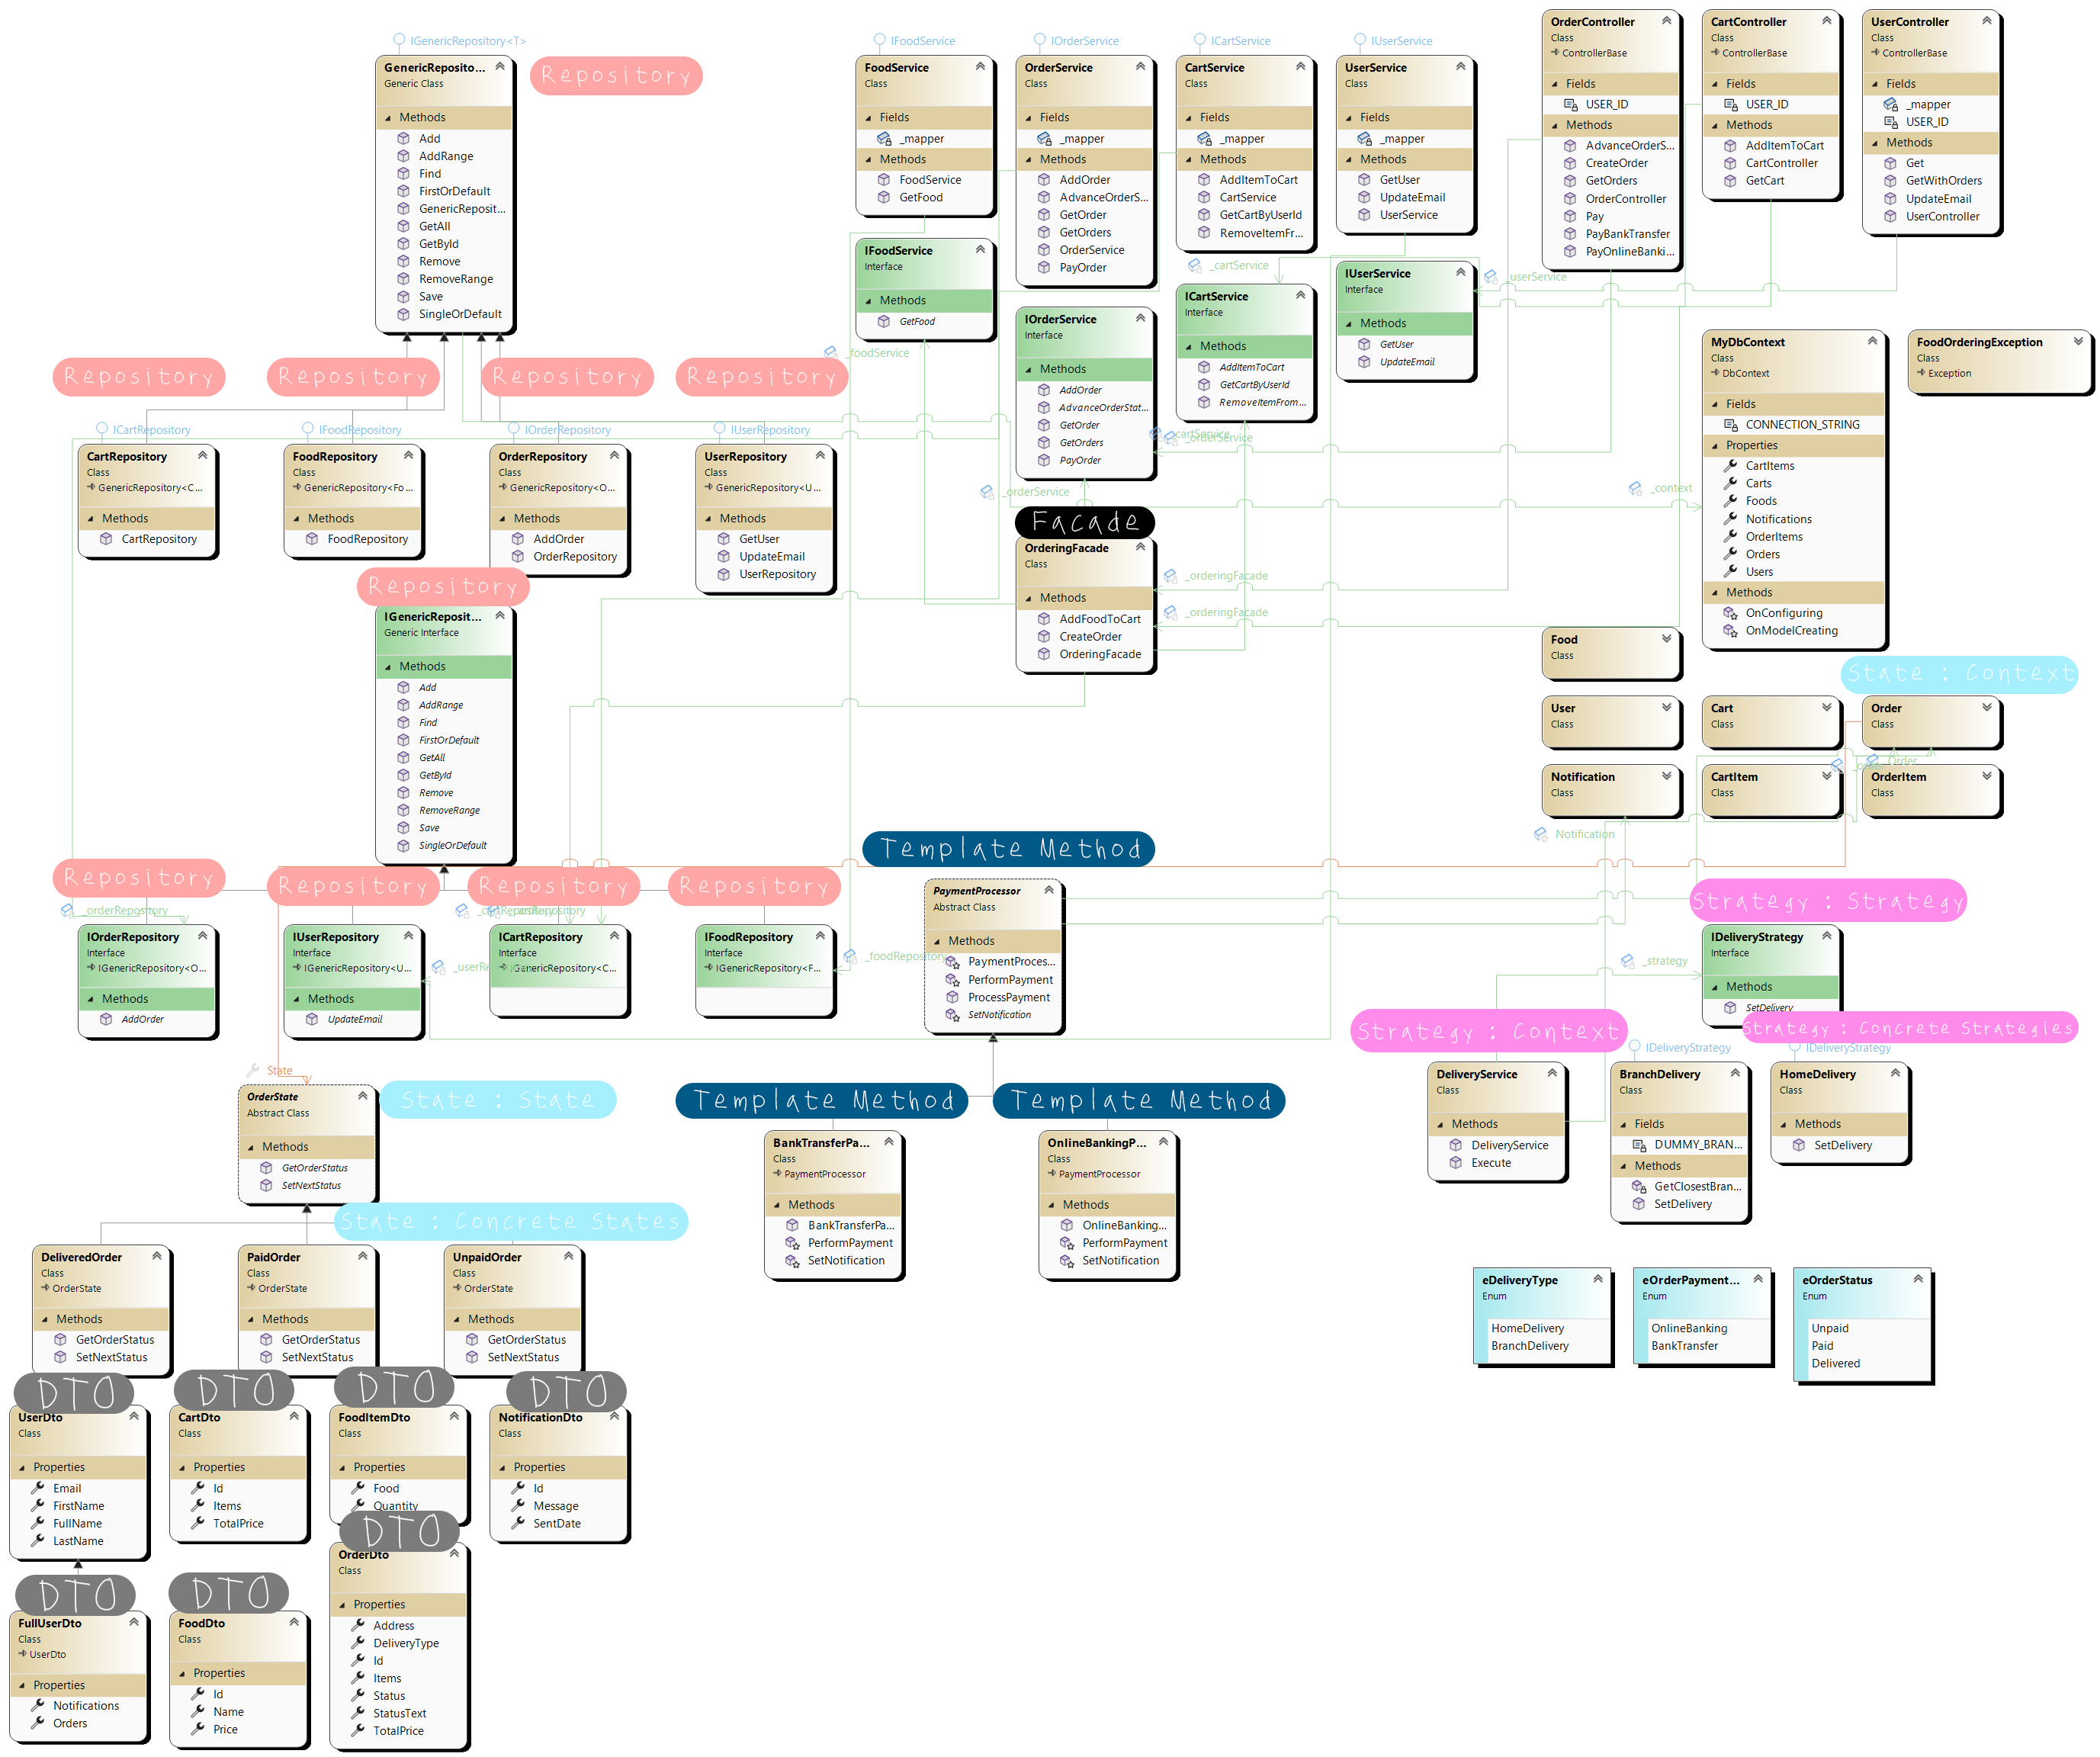 IGenericRepository<T>
GenericReposito...
Generic Class
Methods
Add
AddRange
Find
FirstOrDefault
GenericReposit...
GetAll
GetById
Remove
RemoveRange
Save
SingleOrDefault
Repository
IFoodService
FoodService
Class
Fields
_mapper
Methods
FoodService
GetFood
IOrderService
OrderService
Class
Fields
_mapper
Methods
AddOrder
AdvanceOrderS...
GetOrder
GetOrders
OrderService
PayOrder
ICartService
CartService
Class
Fields
_mapper
Methods
AddItemToCart
CartService
GetCartByUserId
RemoveItemFr...
IUserService
UserService
Class
Fields
_mapper
Methods
GetUser
UpdateEmail
UserService
OrderController
Class
ControllerBase
Fields
USER_ID
Methods
AdvanceOrderS...
CreateOrder
GetOrders
OrderController
Pay
PayBankTransfer
PayOnlineBanki...
CartController
Class
ControllerBase
Fields
USER_ID
Methods
AddItemToCart
CartController
GetCart
UserController
Class
ControllerBase
Fields
_mapper
USER_ID
Methods
Get
GetWithOrders
UpdateEmail
UserController
IFoodService
Interface
Methods
GetFood
_foodService
IOrderService
Interface
Methods
AddOrder
AdvanceOrderStat...
GetOrder
GetOrders
PayOrder
_cartService
ICartService
Interface
Methods
AddItemToCart
GetCartByUserId
RemoveItemFrom...
_cartService
_orderService
IUserService
Interface
Methods
GetUser
UpdateEmail
_userService
MyDbContext
Class
DbContext
Fields
CONNECTION_STRING
Properties
CartItems
Carts
Foods
Notifications
OrderItems
Orders
Users
Methods
OnConfiguring
OnModelCreating
FoodOrderingException
Class
Exception
Repository
Repository
Repository
Repository
ICartRepository
CartRepository
Class
GenericRepository<C...
Methods
CartRepository
IFoodRepository
FoodRepository
Class
GenericRepository<Fo...
Methods
FoodRepository
IOrderRepository
OrderRepository
Class
GenericRepository<O...
Methods
AddOrder
OrderRepository
IUserRepository
UserRepository
Class
GenericRepository<U...
Methods
GetUser
UpdateEmail
UserRepository
_orderService
_context
Facade
OrderingFacade
Class
Methods
AddFoodToCart
CreateOrder
OrderingFacade
_orderingFacade
_orderingFacade
Repository
IGenericReposit...
Generic Interface
Methods
Add
AddRange
Find
FirstOrDefault
GetAll
GetById
Remove
RemoveRange
Save
SingleOrDefault
Food
Class
State : Context
User
Class
Cart
Class
Order
Class
Order
Notification
Class
CartItem
Class
OrderItem
Class
Notification
Template Method
PaymentProcessor
Abstract Class
Methods
PaymentProces...
PerformPayment
ProcessPayment
SetNotification
Repository
Repository
Repository
Repository
_orderRepository
IOrderRepository
Interface
IGenericRepository<O...
Methods
AddOrder
IUserRepository
Interface
IGenericRepository<U...
Methods
UpdateEmail
ICartRepository
Interface
IGenericRepository<C...
IFoodRepository
Interface
IGenericRepository<F...
_foodRepository
Strategy : Strategy
IDeliveryStrategy
Interface
Methods
SetDelivery
_strategy
Strategy : Context
Strategy : Concrete Strategies
DeliveryService
Class
Methods
DeliveryService
Execute
IDeliveryStrategy
BranchDelivery
Class
Fields
DUMMY_BRAN...
Methods
GetClosestBran...
SetDelivery
IDeliveryStrategy
HomeDelivery
Class
Methods
SetDelivery
State
OrderState
Abstract Class
Methods
GetOrderStatus
SetNextStatus
State : State
Template Method
Template Method
BankTransferPa...
Class
PaymentProcessor
Methods
BankTransferPa...
PerformPayment
SetNotification
OnlineBankingP...
Class
PaymentProcessor
Methods
OnlineBanking...
PerformPayment
SetNotification
State : Concrete States
DeliveredOrder
Class
OrderState
Methods
GetOrderStatus
SetNextStatus
PaidOrder
Class
OrderState
Methods
GetOrderStatus
SetNextStatus
UnpaidOrder
Class
OrderState
Methods
GetOrderStatus
SetNextStatus
eDeliveryType
Enum
HomeDelivery
BranchDelivery
eOrderPayment...
Enum
OnlineBanking
BankTransfer
eOrderStatus
Enum
Unpaid
Paid
Delivered
DTO
DTO
DTO
DTO
UserDto
Class
Properties
Email
FirstName
FullName
LastName
CartDto
Class
Properties
Id
Items
TotalPrice
FoodItemDto
Class
Properties
Food
Quantity
NotificationDto
Class
Properties
Id
Message
SentDate
DTO
DTO
DTO
FullUserDto
Class
UserDto
Properties
Notifications
Orders
FoodDto
Class
Properties
Id
Name
Price
OrderDto
Class
Properties
Address
DeliveryType
Id
Items
Status
StatusText
TotalPrice